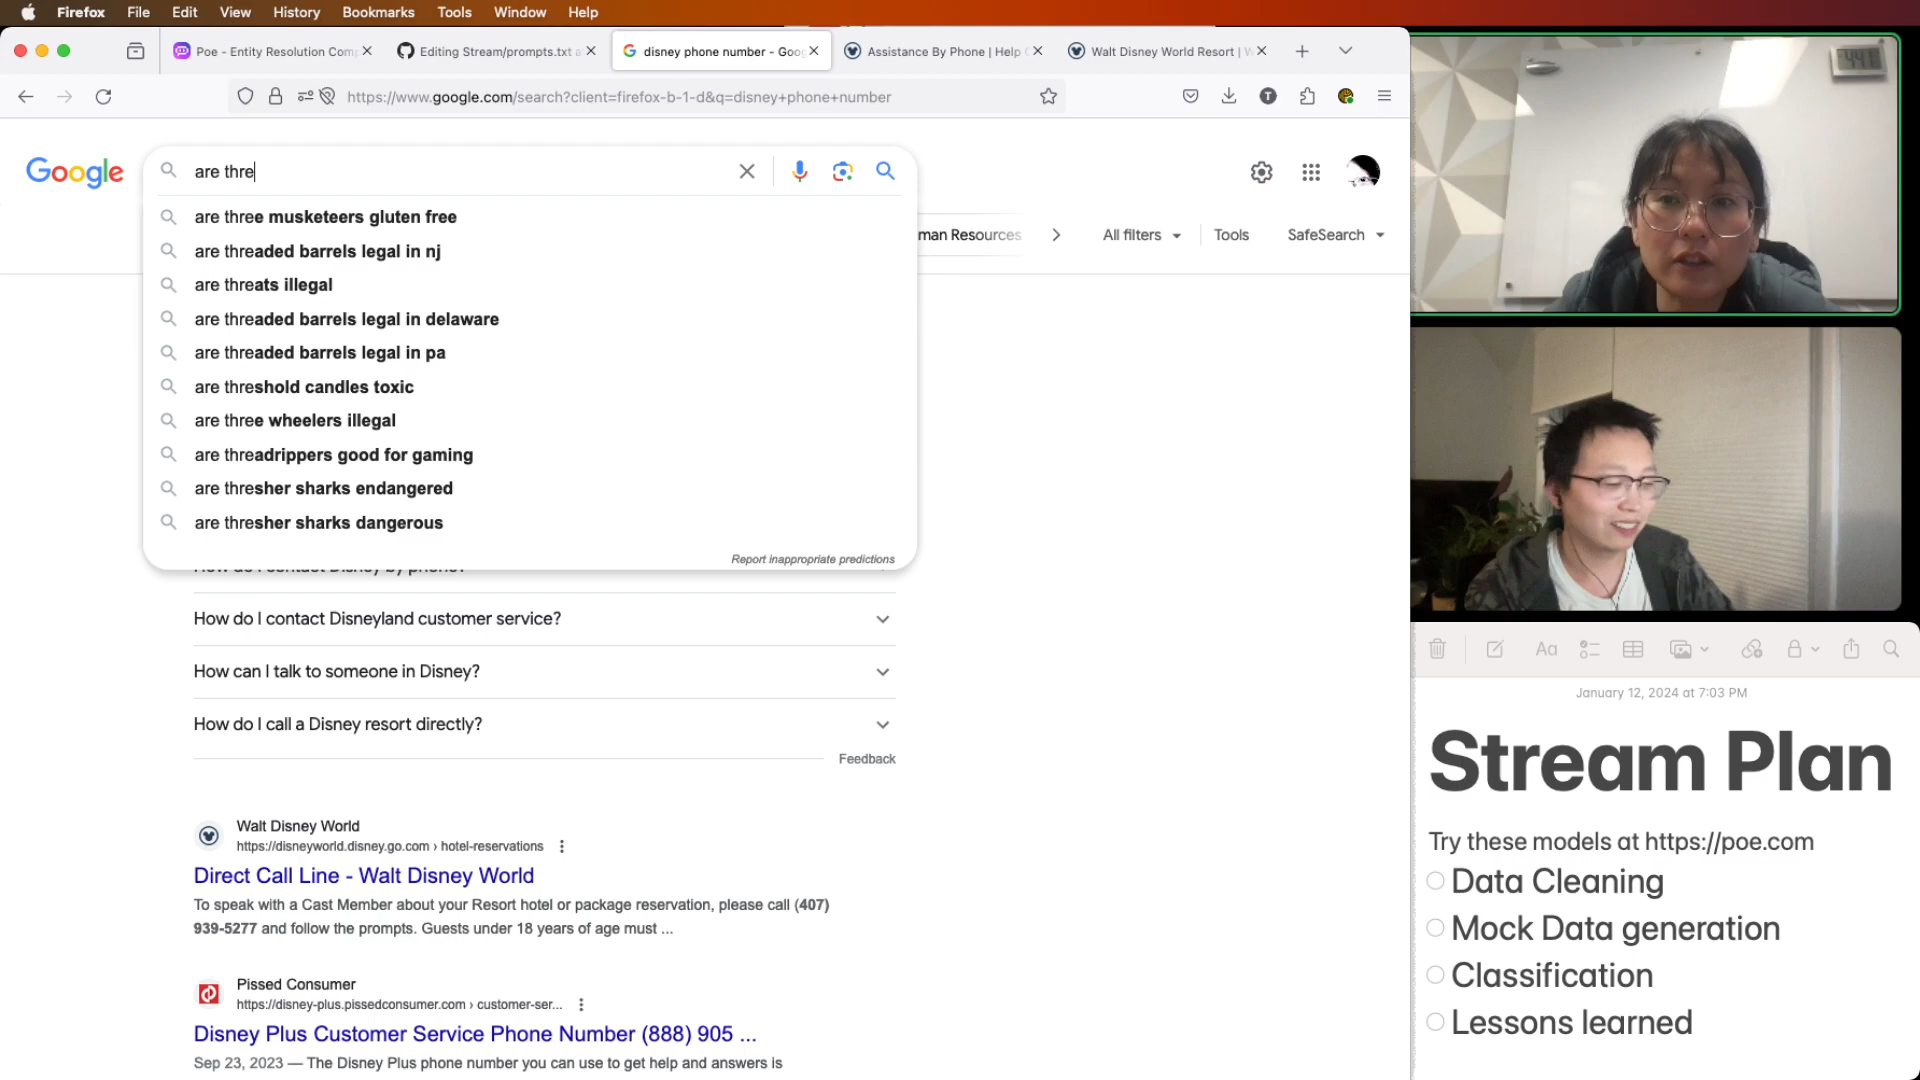 Firefox File Edit View History Bookmarks Tools Window Help
Poe - Entity Resolution Comp
Editing Stream/prompts.txt a
disney phone number - Goog
Assistance By Phone | Help C
Walt Disney World Resort | W
https://www.google.com/search?client=firefox-b-1-d&q=disney+phone+number
Google
are thre
are three musketeers gluten free
are threaded barrels legal in nj
are threats illegal
are threaded barrels legal in delaware
are threaded barrels legal in pa
are threshold candles toxic
are three wheelers illegal
are threadrippers good for gaming
are thresher sharks endangered
are thresher sharks dangerous
Report inappropriate predictions
man Resources
All filters
Tools
SafeSearch
How do I contact Disney by phone?
How do I contact Disneyland customer service?
How can I talk to someone in Disney?
How do I call a Disney resort directly?
Feedback
Walt Disney World
https://disneyworld.disney.go.com › hotel-reservations
Direct Call Line - Walt Disney World
To speak with a Cast Member about your Resort hotel or package reservation, please call (407)
939-5277 and follow the prompts. Guests under 18 years of age must ...
Pissed Consumer
https://disney-plus.pissedconsumer.com › customer-ser...
Disney Plus Customer Service Phone Number (888) 905 ...
Sep 23, 2023 — The Disney Plus phone number you can use to get help and answers is
Aa
January 12, 2024 at 7:03 PM
Stream Plan
Try these models at https://poe.com
Data Cleaning
Mock Data generation
Classification
Lessons learned